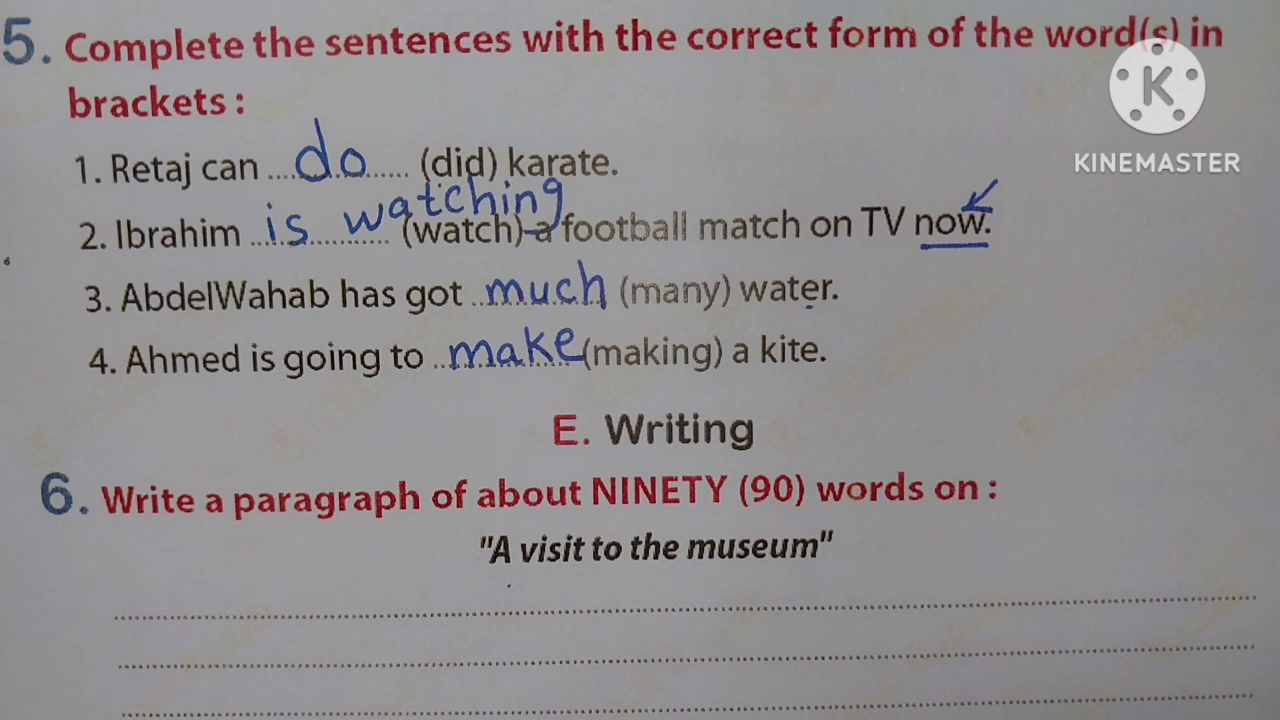 5. Complete the sentences with the correct form of the word(s) in
brackets :
1. Retaj can ....do...... (did) karate.
2. Ibrahim ...is watching... (watch) a football match on TV now.
3. AbdelWahab has got ..much.. (many) water.
4. Ahmed is going to ..make..(making) a kite.
E. Writing
6. Write a paragraph of about NINETY (90) words on :
"A visit to the museum"
K
KINEMASTER